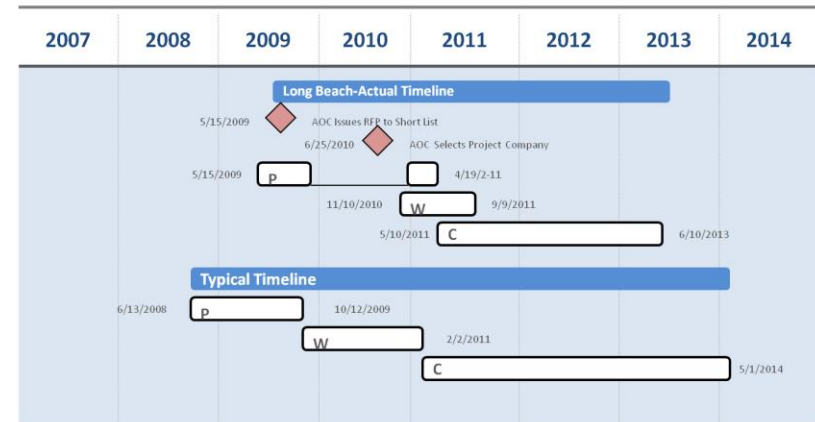 2007 2008 2009 2010 2011 2012 2013 2014
Long Beach-Actual Timeline
5/15/2009 AOC Issues RFP to Short List
6/25/2010 AOC Selects Project Company
5/15/2009 P 4/19/2-11
11/10/2010 W 9/9/2011
5/10/2011 C 6/10/2013
Typical Timeline
6/13/2008 P 10/12/2009
W 2/2/2011
C 5/1/2014